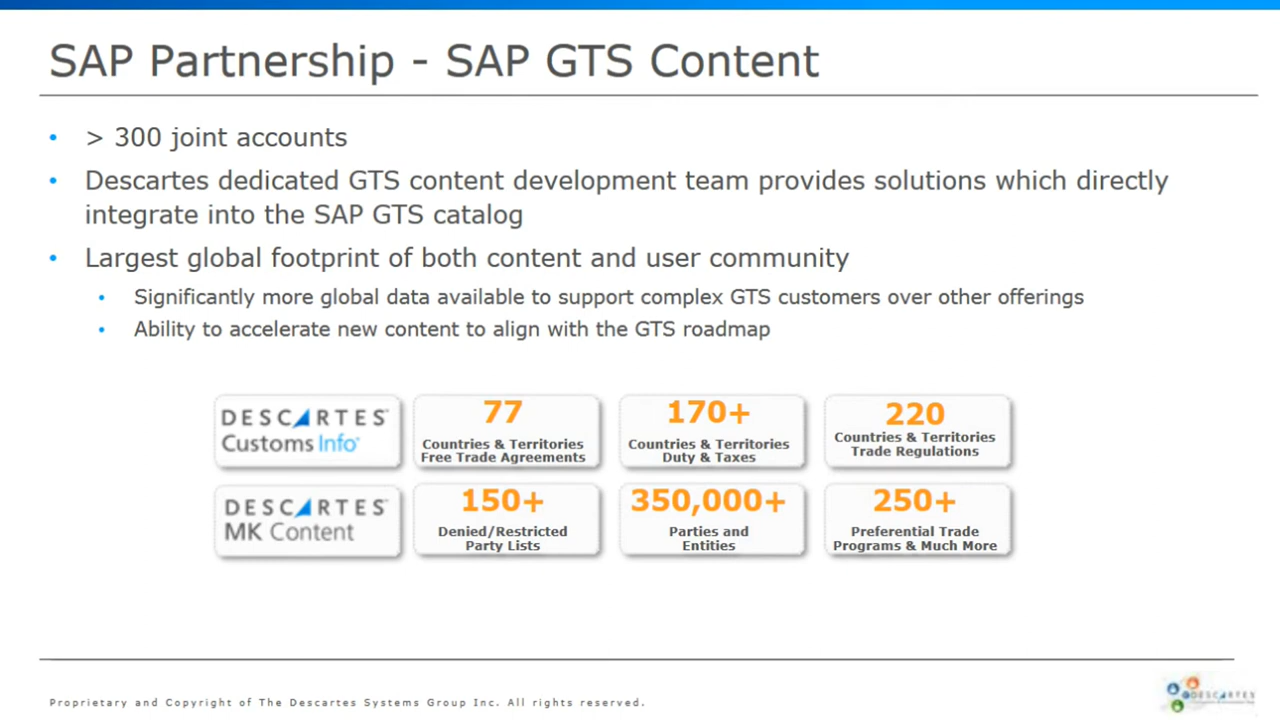 SAP Partnership - SAP GTS Content
• > 300 joint accounts
• Descartes dedicated GTS content development team provides solutions which directly
integrate into the SAP GTS catalog
• Largest global footprint of both content and user community
• Significantly more global data available to support complex GTS customers over other offerings
• Ability to accelerate new content to align with the GTS roadmap
DESCARTES™
Customs Info™
77
Countries & Territories
Free Trade Agreements
170+
Countries & Territories
Duty & Taxes
220
Countries & Territories
Trade Regulations
DESCARTES™
MK Content
150+
Denied/Restricted
Party Lists
350,000+
Parties and
Entities
250+
Preferential Trade
Programs & Much More
Proprietary and Copyright of The Descartes Systems Group Inc. All rights reserved.
DESCARTES